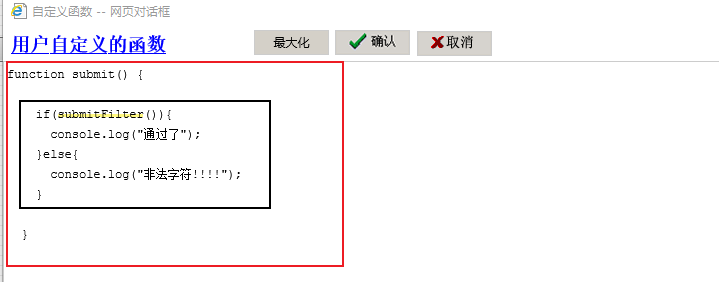 自定义函数 -- 网页对话框
用户自定义的函数 最大化 确认 取消
function submit() {
if(submitFilter()){
console.log("通过了");
}else{
console.log("非法字符!!!!");
}
}